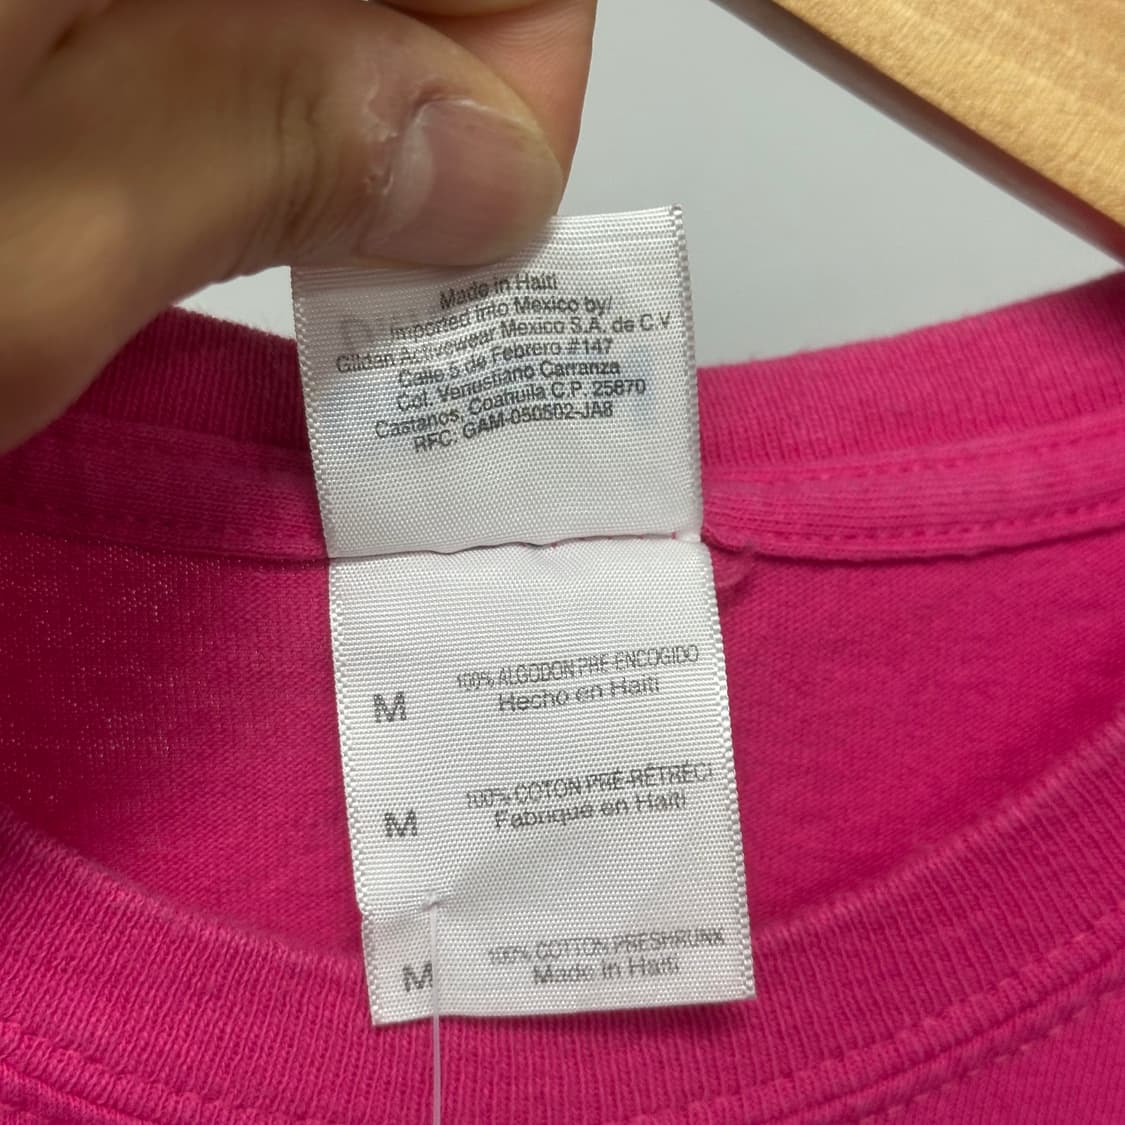 Made in Haiti
Imported into Mexico by/
Gildan Activewear Mexico S.A. de C.V
Calle 5 de Febrero #147
Col. Venustiano Carranza
Castanos, Coahuila C.P. 25870
RFC: GAM-050502-JA8
M 100% ALGODON PRE ENCOGIDO
Hecho en Haiti
M 100% COTON PRÉ-RÉTRÉCI
Fabriqué en Haiti
M 100% COTTON PRESHRUNK
Made in Haiti